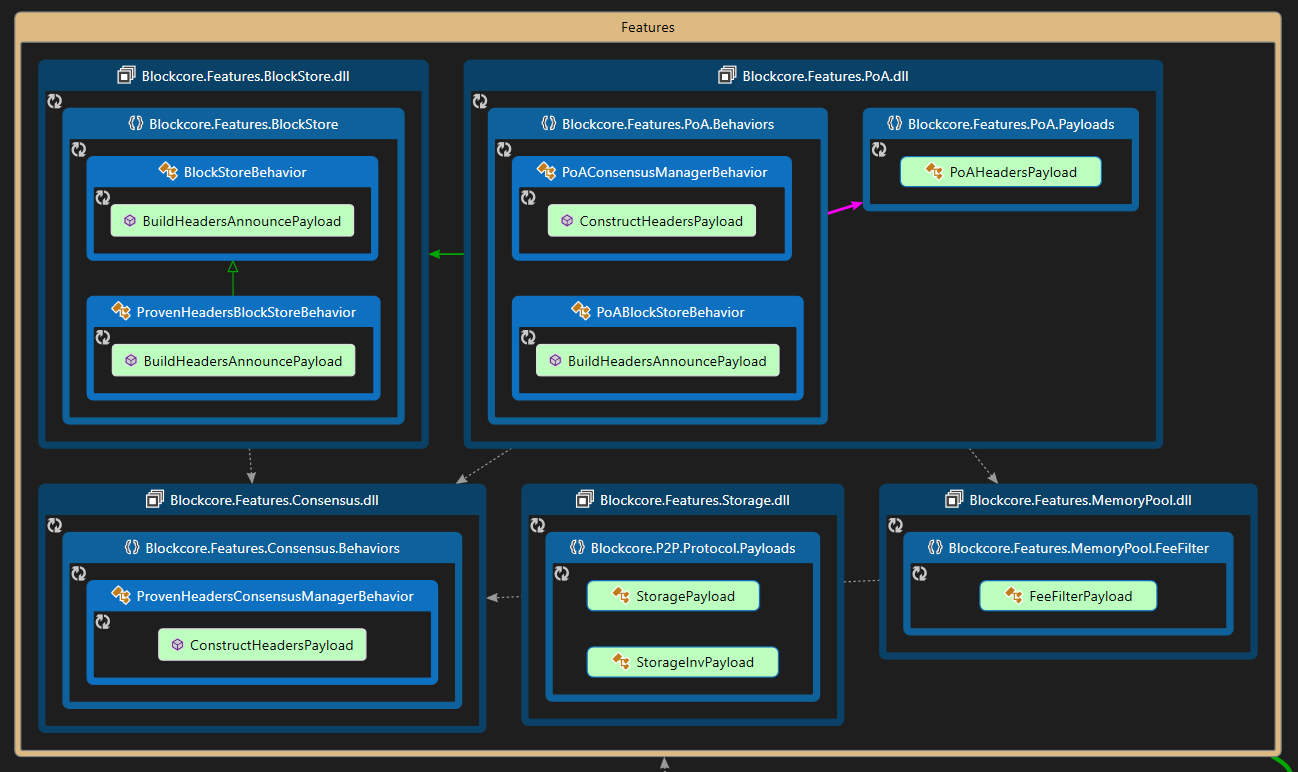 Features
Blockcore.Features.BlockStore.dll
Blockcore.Features.BlockStore
BlockStoreBehavior
BuildHeadersAnnouncePayload
ProvenHeadersBlockStoreBehavior
BuildHeadersAnnouncePayload
Blockcore.Features.PoA.dll
Blockcore.Features.PoA.Behaviors
PoAConsensusManagerBehavior
ConstructHeadersPayload
PoABlockStoreBehavior
BuildHeadersAnnouncePayload
Blockcore.Features.PoA.Payloads
PoAHeadersPayload
Blockcore.Features.Consensus.dll
Blockcore.Features.Consensus.Behaviors
ProvenHeadersConsensusManagerBehavior
ConstructHeadersPayload
Blockcore.Features.Storage.dll
Blockcore.P2P.Protocol.Payloads
StoragePayload
StorageInvPayload
Blockcore.Features.MemoryPool.dll
Blockcore.Features.MemoryPool.FeeFilter
FeeFilterPayload